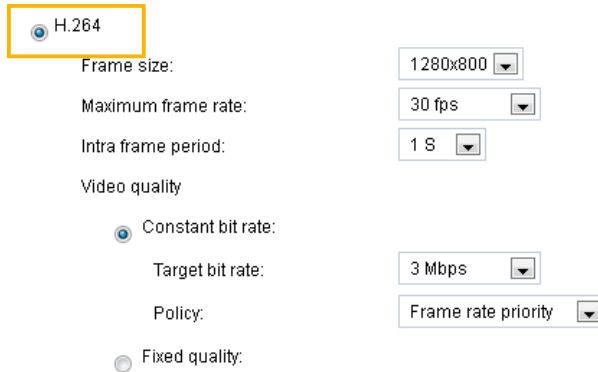 H.264
Frame size: 1280x800
Maximum frame rate: 30 fps
Intra frame period: 1 S
Video quality
Constant bit rate:
Target bit rate: 3 Mbps
Policy: Frame rate priority
Fixed quality: